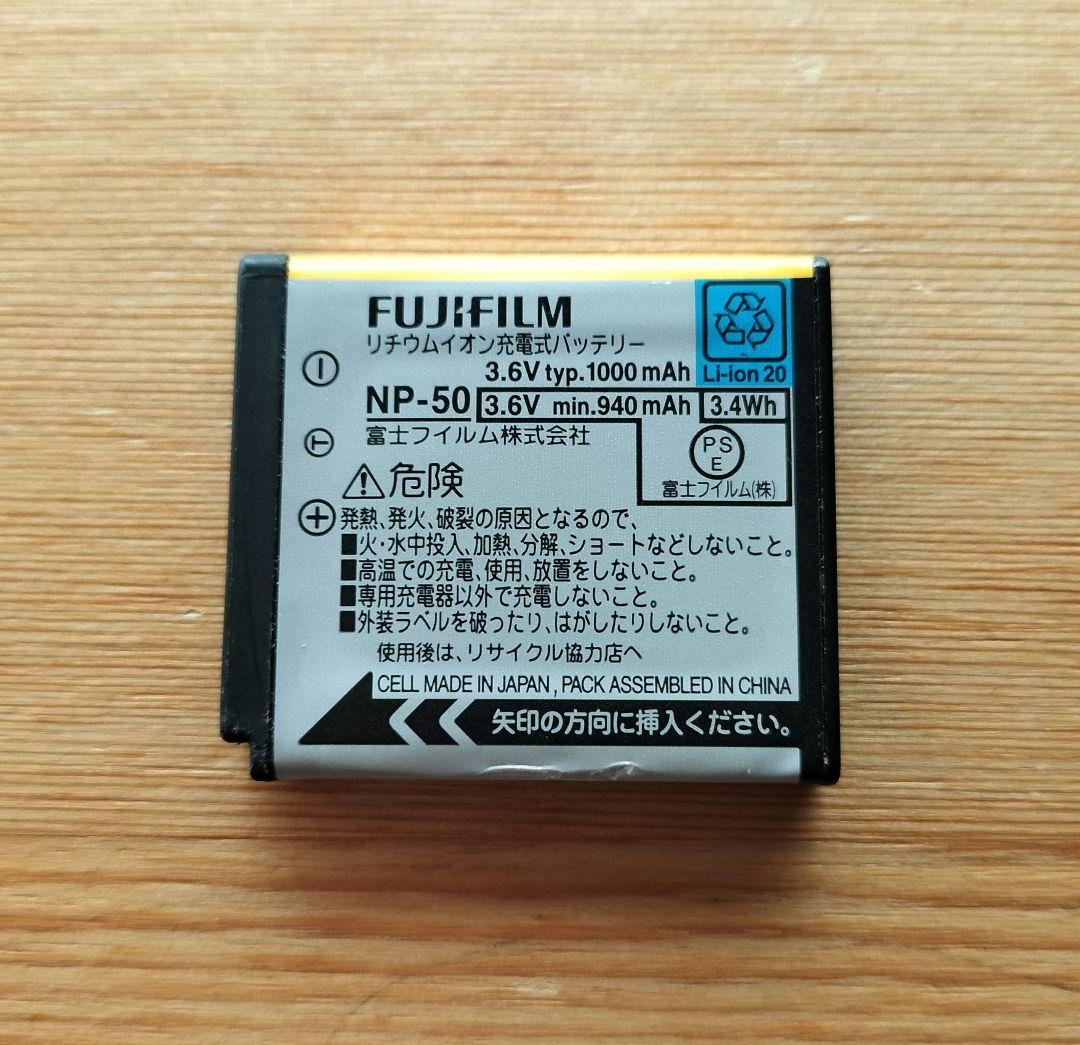 FUJIFILM
リチウムイオン充電式バッテリー
3.6V typ.1000 mAh
Li-ion 20
NP-50
3.6V min.940 mAh
3.4Wh
富士フイルム株式会社
PS
E
富士フイルム(株)
T
⚠危険
発熱、発火、破裂の原因となるので、
■火・水中投入、加熱、分解、ショートなどしないこと。
■高温での充電、使用、放置をしないこと。
■専用充電器以外で充電しないこと。
■外装ラベルを破ったり、はがしたりしないこと。
使用後は、リサイクル協力店へ
CELL MADE IN JAPAN , PACK ASSEMBLED IN CHINA
矢印の方向に挿入ください。